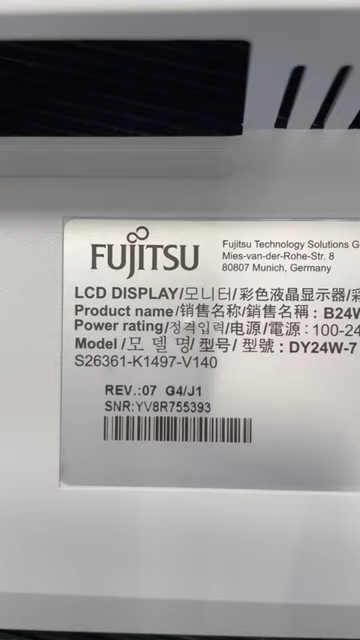 FUJITSU
Fujitsu Technology Solutions G
Mies-van-der-Rohe-Str. 8
80807 Munich, Germany
LCD DISPLAY/모니터/彩色液晶显示器/彩
Product name/销售名称/銷售名稱 : B24W
Power rating/정격입력/电源/電源 : 100-24
Model /모 델 명/ 型号/ 型號 : DY24W-7
S26361-K1497-V140
REV.:07 G4/J1
SNR:YV8R755393